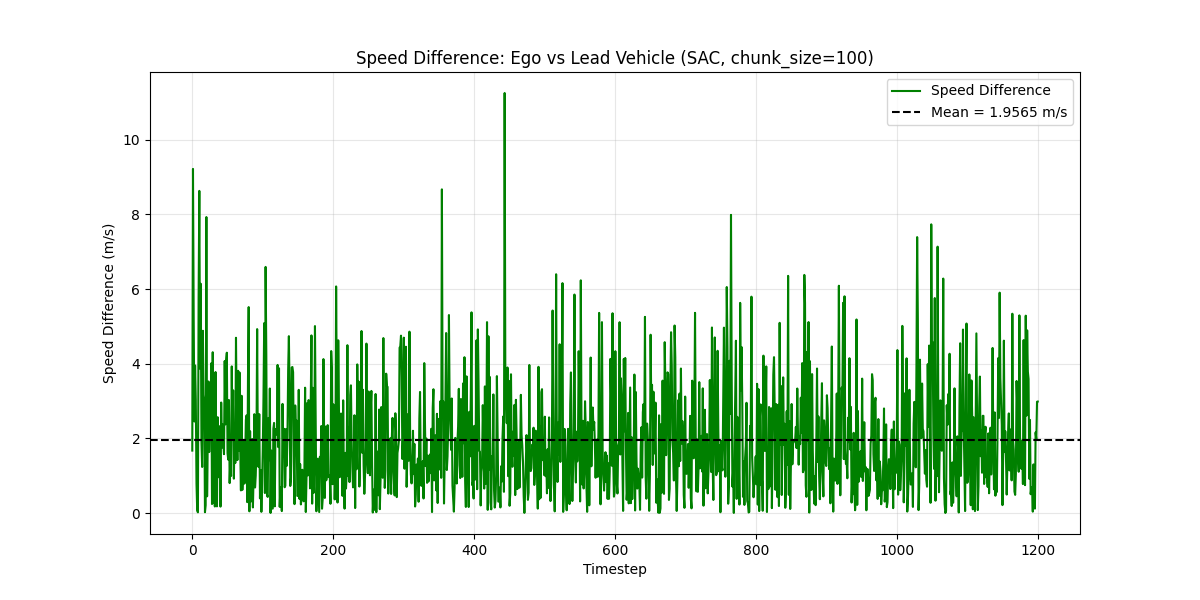 Speed Difference: Ego vs Lead Vehicle (SAC, chunk_size=100)
Speed Difference
Mean = 1.9565 m/s
10
8
6
4
2
0
Speed Difference (m/s)
0 200 400 600 800 1000 1200
Timestep